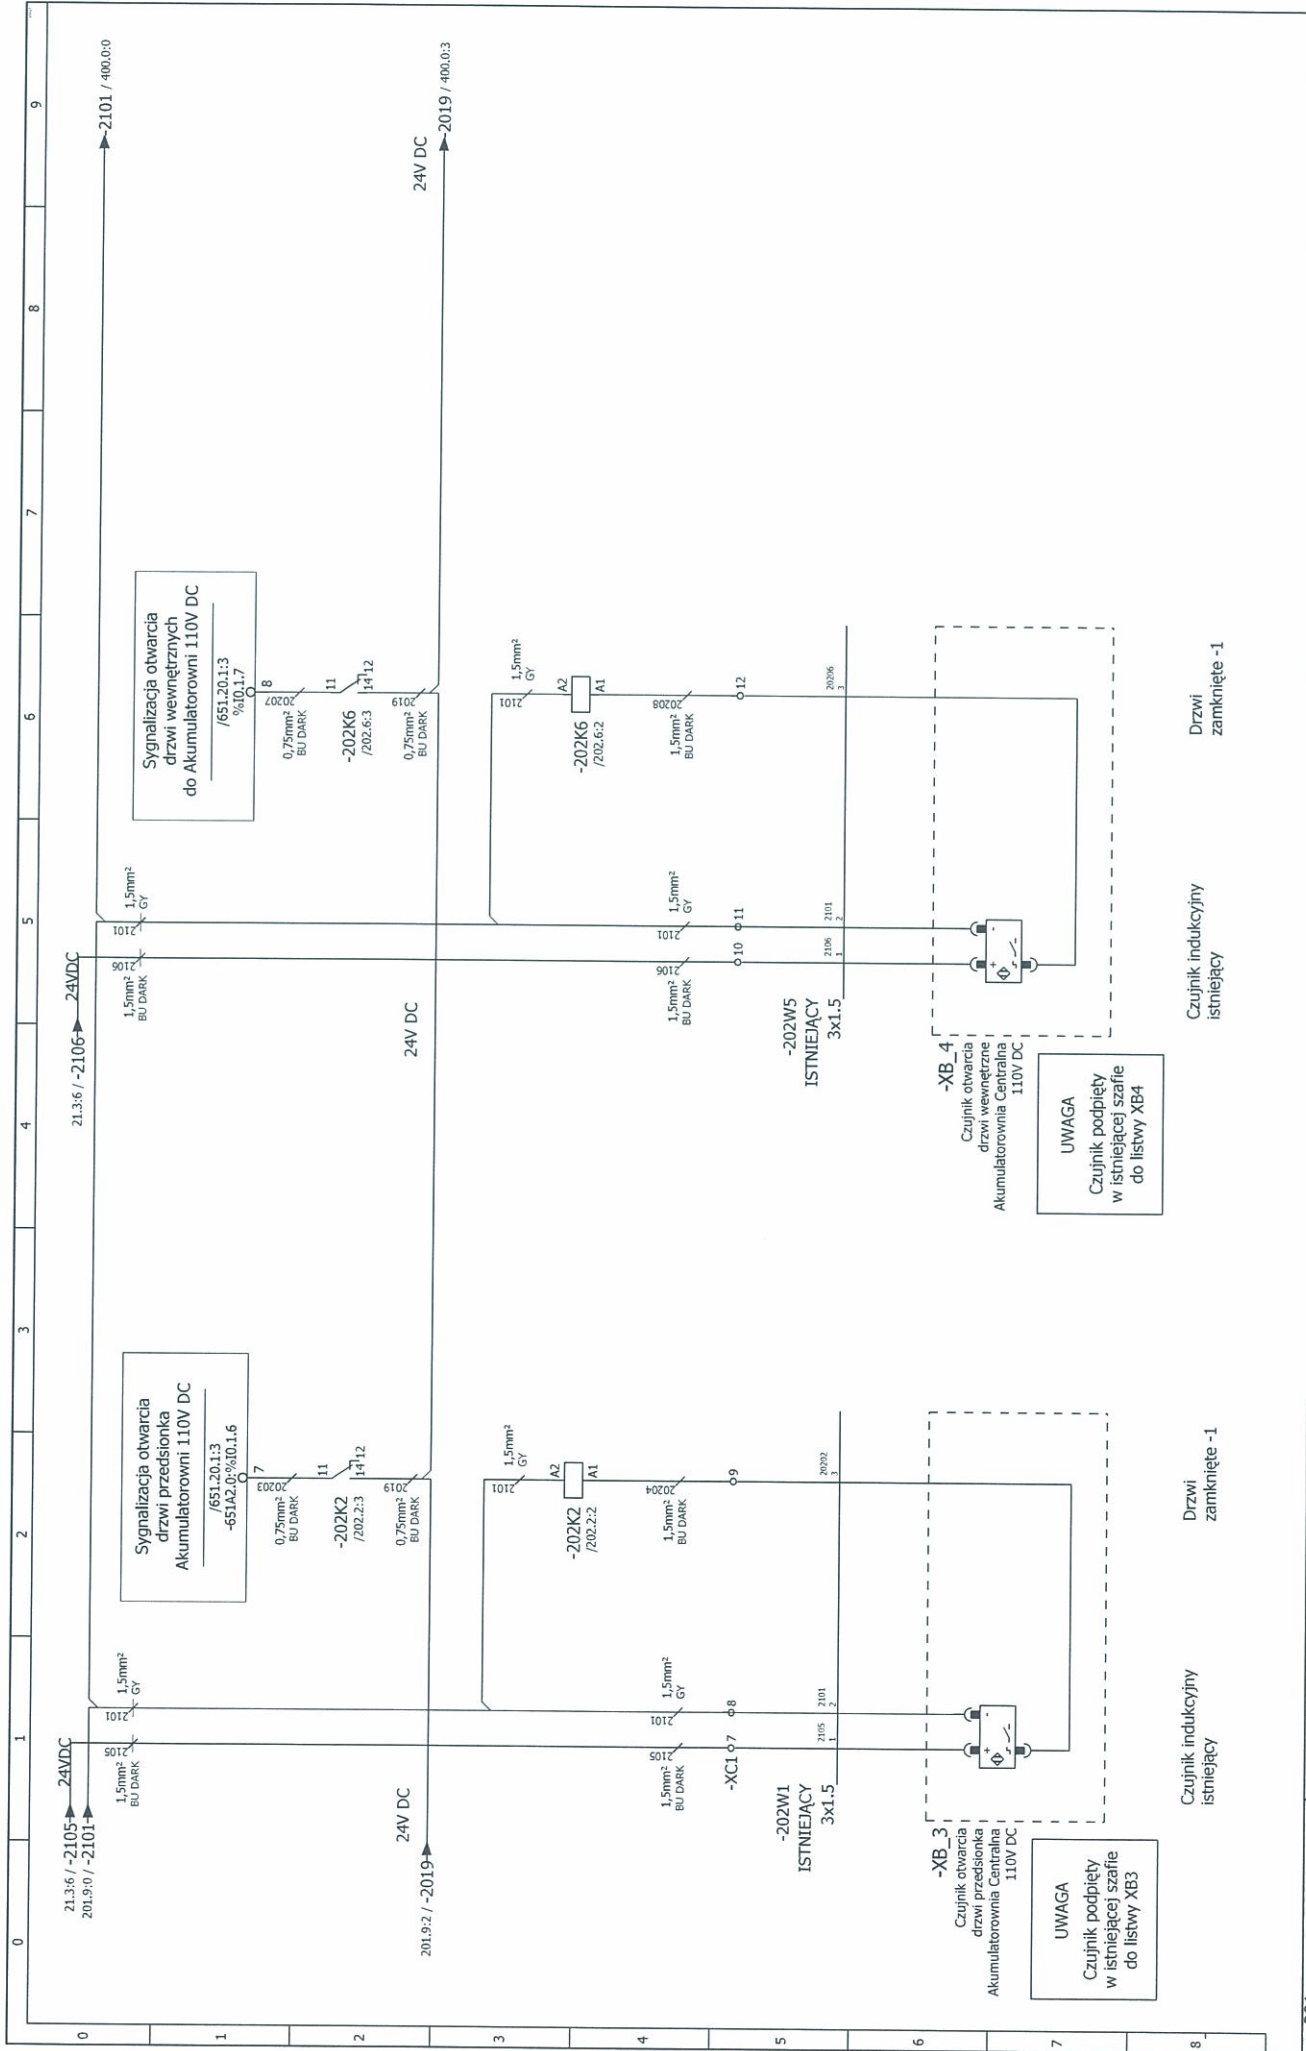 0
1
2
3
4
5
6
7
8
9
0
1
2
3
4
5
6
7
8
21.3:6 / -2105
24VDC
201.9:0 / -2101
21.3:6 / -2106
24VDC
-2101 / 400.0:0
2105
1,5mm²
BU DARK
2101
1,5mm²
GY
Sygnalizacja otwarcia
drzwi przedsionka
Akumulatorowni 110V DC
/651.20.1:3
-651A2.0:%I0.1.6
7
20203
0,75mm²
BU DARK
11
14
12
-202K2
/202.2:3
2019
0,75mm²
BU DARK
2106
1,5mm²
BU DARK
2101
1,5mm²
GY
Sygnalizacja otwarcia
drzwi wewnętrznych
do Akumulatorowni 110V DC
/651.20.1:3
%I0.1.7
8
20207
0,75mm²
BU DARK
11
14
12
-202K6
/202.6:3
2019
0,75mm²
BU DARK
24V DC
201.9:2 / -2019
24V DC
24V DC
-2019 / 400.0:3
2101
1,5mm²
GY
A2
A1
-202K2
/202.2:2
2101
1,5mm²
GY
A2
A1
-202K6
/202.6:2
2105
1,5mm²
BU DARK
2101
1,5mm²
GY
20204
1,5mm²
BU DARK
2106
1,5mm²
BU DARK
2101
1,5mm²
GY
20208
1,5mm²
BU DARK
-XC1
7
8
9
10
11
12
-202W1
ISTNIEJĄCY
3x1.5
2105
1
2101
2
20202
3
-202W5
ISTNIEJĄCY
3x1.5
2106
1
2101
2
20206
3
-XB_3
Czujnik otwarcia
drzwi przedsionka
Akumulatorownia Centralna
110V DC
+
-
-XB_4
Czujnik otwarcia
drzwi wewnętrzne
Akumulatorownia Centralna
110V DC
+
-
UWAGA
Czujnik podpięty
w istniejącej szafie
do listwy XB3
UWAGA
Czujnik podpięty
w istniejącej szafie
do listwy XB4
Czujnik indukcyjny
istniejący
Drzwi
zamknięte -1
Czujnik indukcyjny
istniejący
Drzwi
zamknięte -1